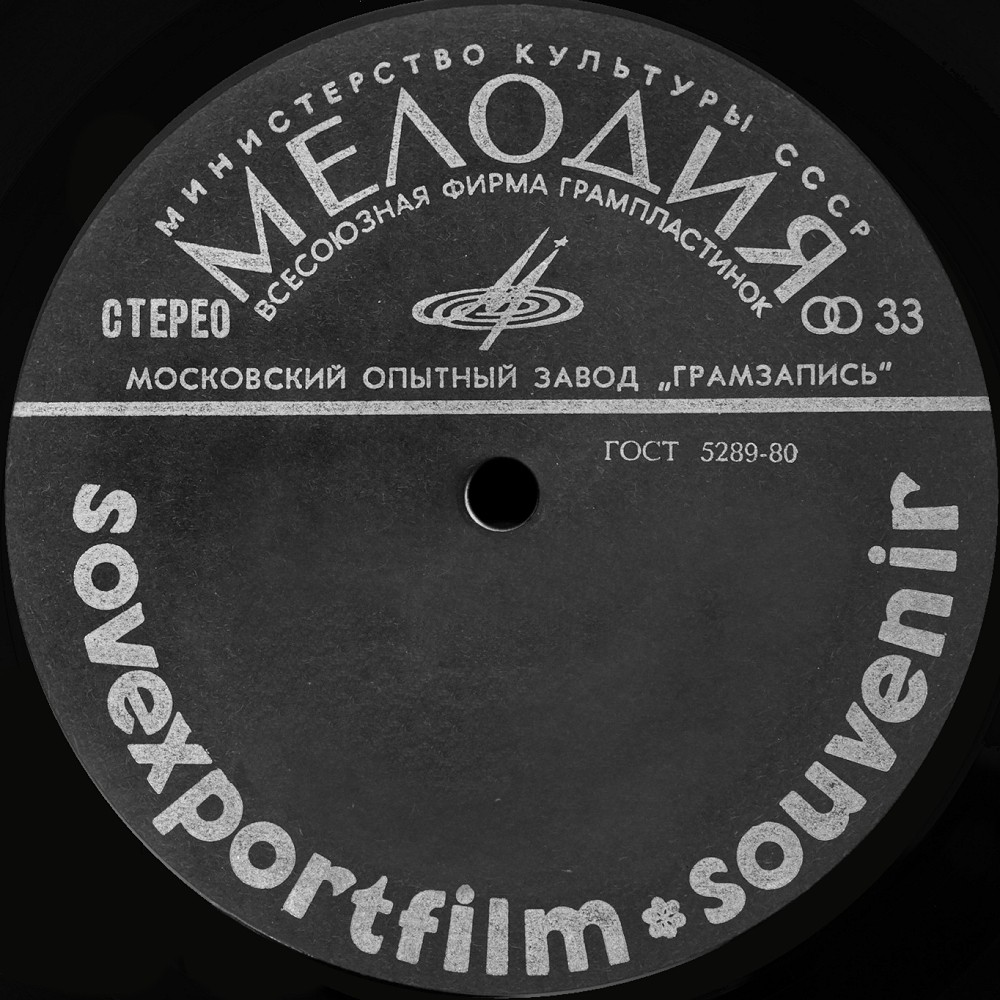 МИНИСТЕРСТВО КУЛЬТУРЫ СССР
МЕЛОДИЯ
ВСЕСОЮЗНАЯ ФИРМА ГРАМПЛАСТИНОК
СТЕРЕО
33
МОСКОВСКИЙ ОПЫТНЫЙ ЗАВОД „ГРАМЗАПИСЬ”
ГОСТ 5289-80
sovexportfilm * souvenir